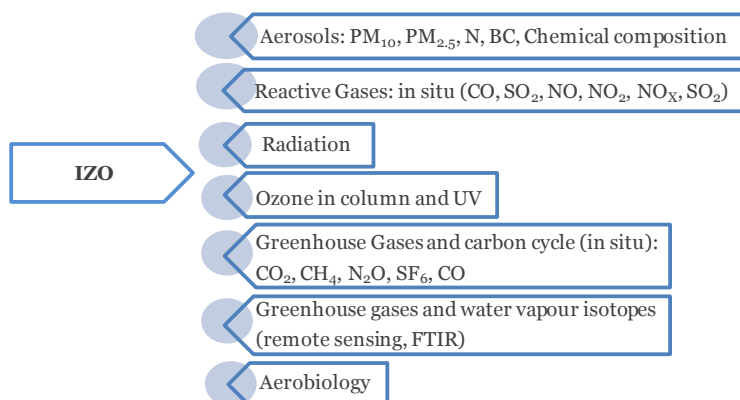 Aerosols: PM₁₀, PM₂.₅, N, BC, Chemical composition
Reactive Gases: in situ (CO, SO₂, NO, NO₂, NOₓ, SO₂)
Radiation
IZO
Ozone in column and UV
Greenhouse Gases and carbon cycle (in situ):
CO₂, CH₄, N₂O, SF₆, CO
Greenhouse gases and water vapour isotopes
(remote sensing, FTIR)
Aerobiology